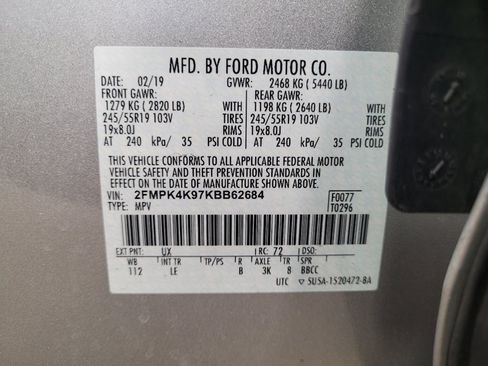 MFD. BY FORD MOTOR CO.
DATE: 02/19 GVWR: 2468 KG ( 5440 LB)
FRONT GAWR: REAR GAWR:
1279 KG ( 2820 LB) WITH 1198 KG ( 2640 LB) WITH
245/55R19 103V TIRES 245/55R19 103V TIRES
19x8.0J RIMS 19x8.0J RIMS
AT 240 kPa/ 35 PSI COLD AT 240 kPa/ 35 PSI COLD
THIS VEHICLE CONFORMS TO ALL APPLICABLE FEDERAL MOTOR
VEHICLE SAFETY AND THEFT PREVENTION STANDARDS IN
EFFECT ON THE DATE OF MANUFACTURE SHOWN ABOVE.
VIN: 2FMPK4K97KBB62684 F0077
TYPE: MPV T0296
EXT PNT: UX RC: 72 DSO:
WB INT TR TP/PS R AXLE TR SPR
112 LE B 3K 8 BBCC
UTC 5U5A-1520472-BA